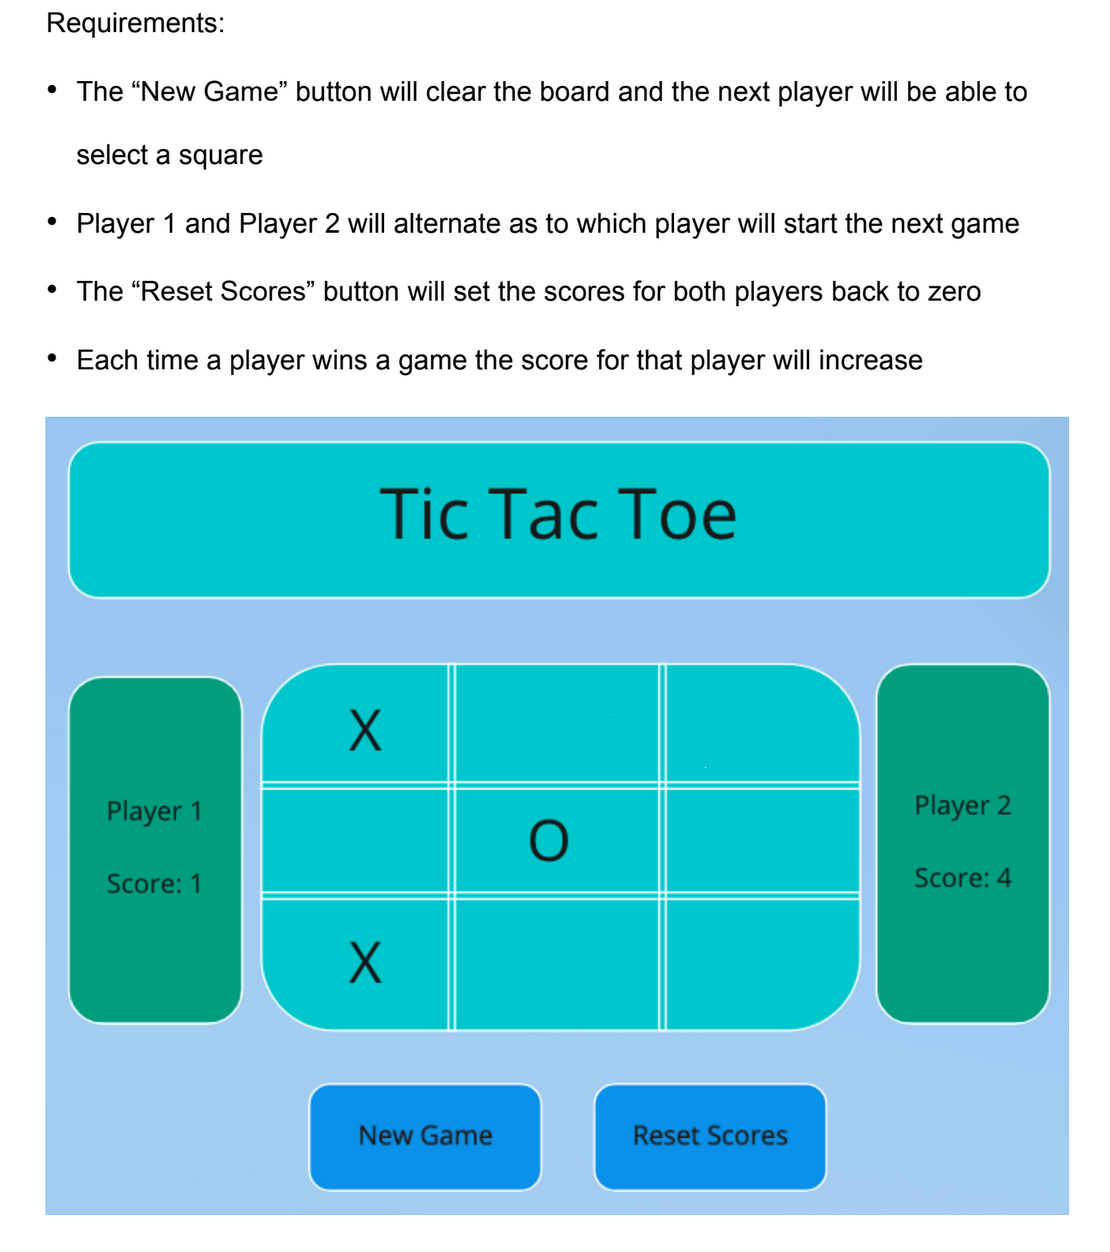 Requirements:
• The “New Game” button will clear the board and the next player will be able to
select a square
• Player 1 and Player 2 will alternate as to which player will start the next game
• The “Reset Scores” button will set the scores for both players back to zero
• Each time a player wins a game the score for that player will increase
Tic Tac Toe
X
O
X
Player 1
Score: 1
Player 2
Score: 4
New Game
Reset Scores